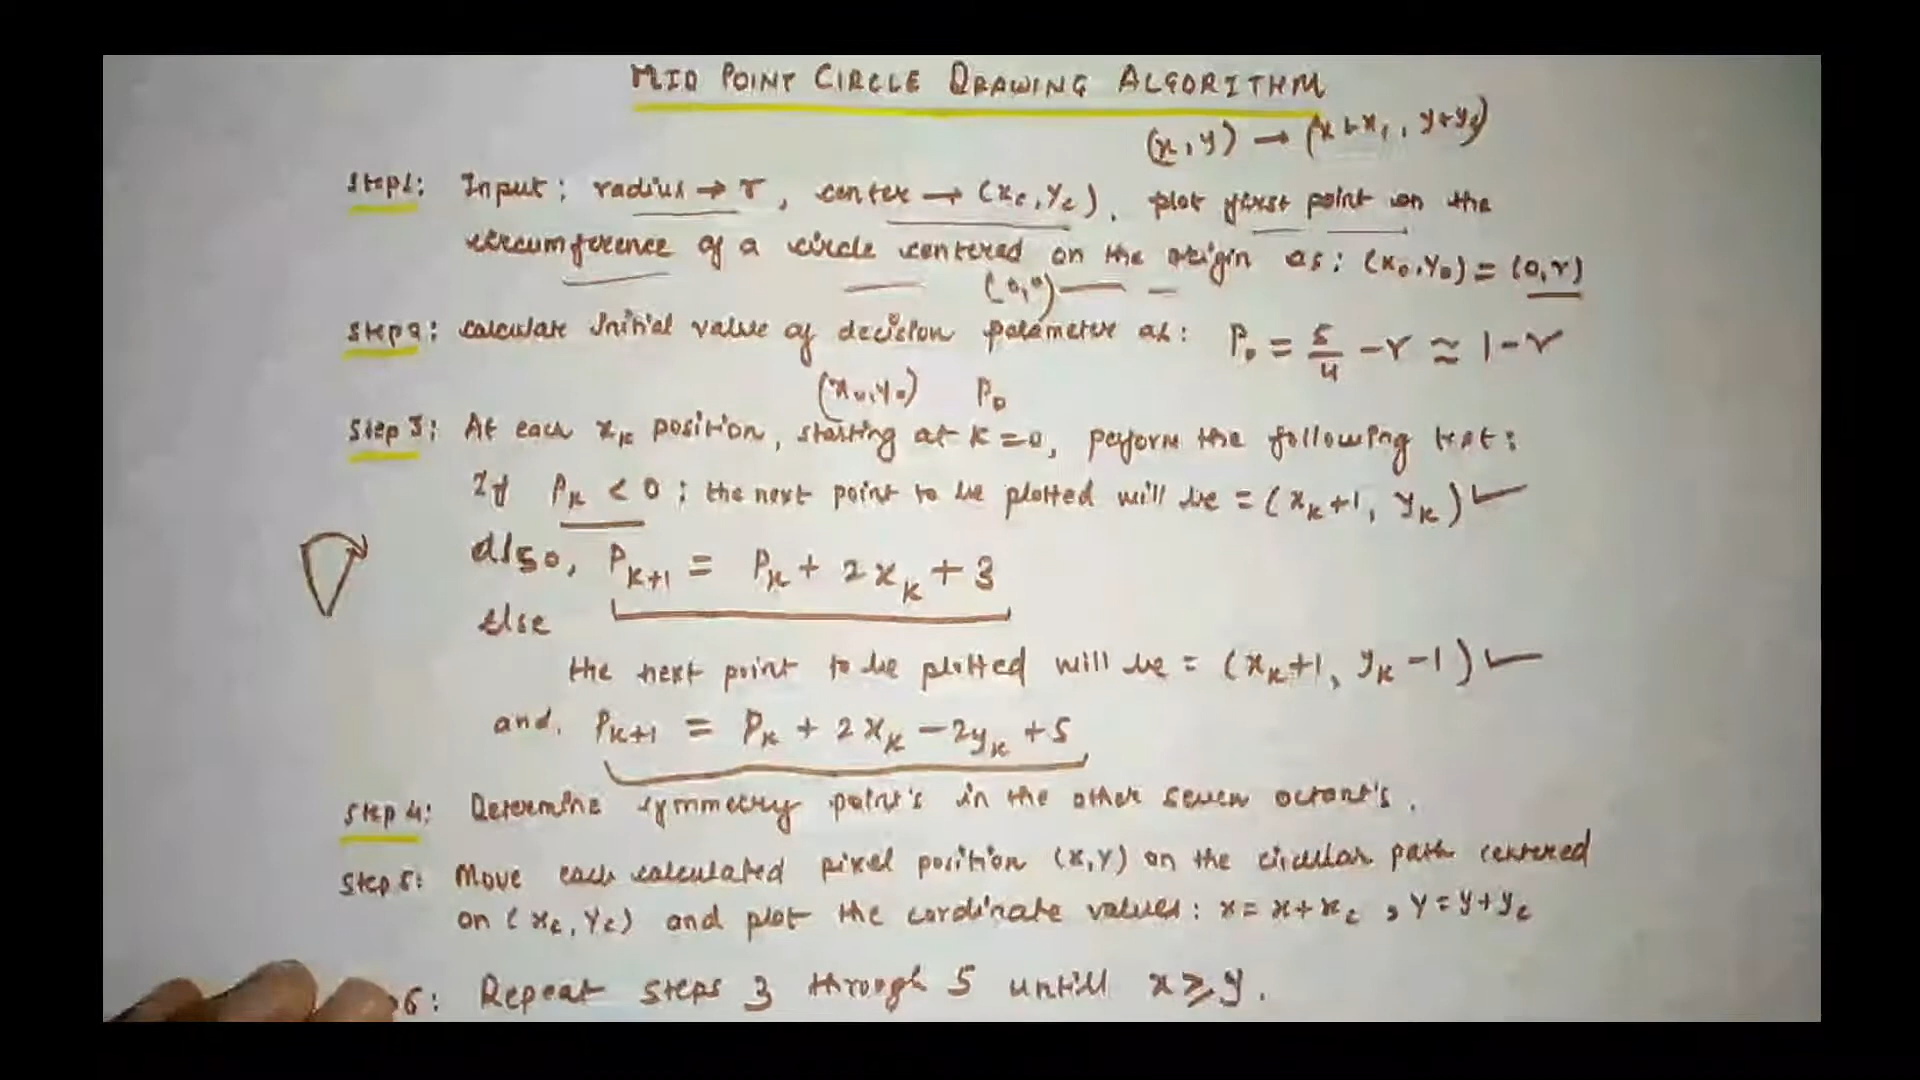 MID POINT CIRCLE DRAWING ALGORITHM
(x, y) → (x + xc, y + yc)
Step1: Input: radius → r, center → (xc, yc), plot first point on the
circumference of a circle centered on the origin as: (x0, y0) = (0, r)
(0,0)
Step 2: calculate initial value of decision parameter as: P0 = 5/4 - r ≈ 1 - r
(x0, y0) P0
Step 3: At each xk position, starting at k = 0, perform the following test:
If Pk < 0; the next point to be plotted will be = (xk+1, yk)
also, Pk+1 = Pk + 2xk + 3
else
the next point to be plotted will be = (xk+1, yk-1)
and, Pk+1 = Pk + 2xk - 2yk + 5
Step 4: Determine symmetry point's in the other seven octant's.
Step 5: Move each calculated pixel position (x, y) on the circular path centered
on (xc, yc) and plot the cordinate values: x = x + xc, y = y + yc
6: Repeat steps 3 through 5 untill x ≥ y.